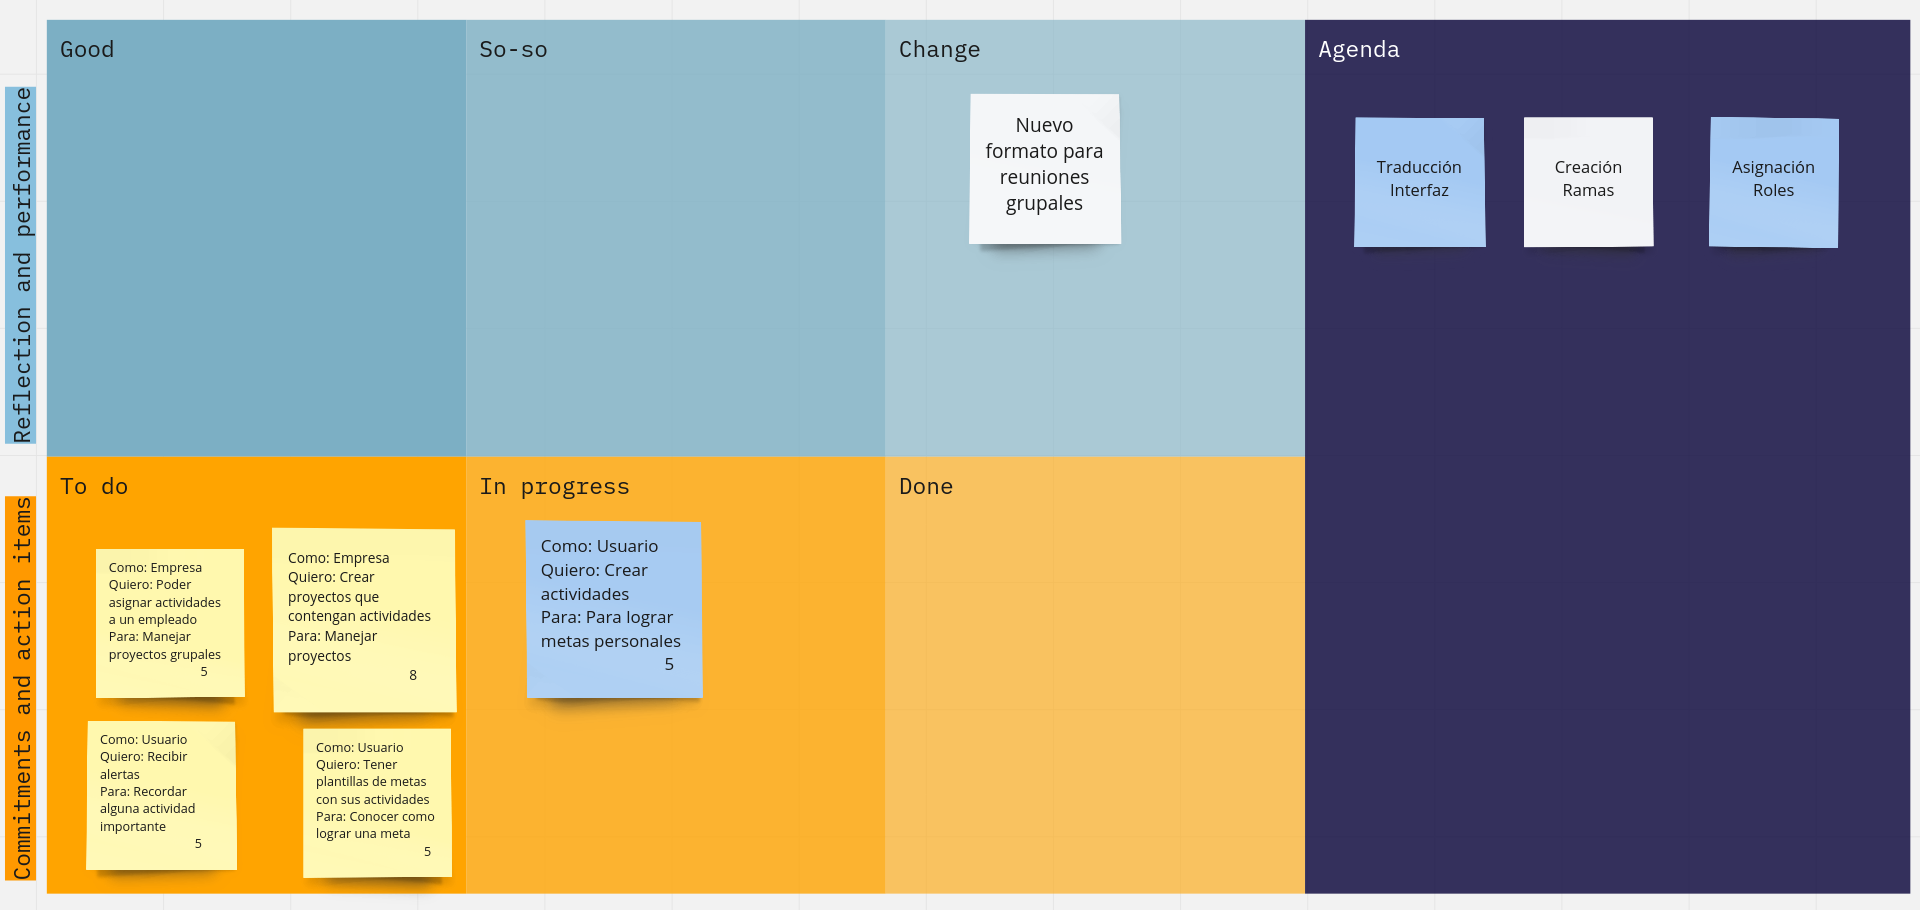 Good
So-so
Change
Agenda
Reflection and performance
Nuevo
formato para
reuniones
grupales
Traducción
Interfaz
Creación
Ramas
Asignación
Roles
Commitments and action items
To do
In progress
Done
Como: Empresa
Quiero: Poder
asignar actividades
a un empleado
Para: Manejar
proyectos grupales
5
Como: Empresa
Quiero: Crear
proyectos que
contengan actividades
Para: Manejar
proyectos
8
Como: Usuario
Quiero: Recibir
alertas
Para: Recordar
alguna actividad
importante
5
Como: Usuario
Quiero: Tener
plantillas de metas
con sus actividades
Para: Conocer como
lograr una meta
5
Como: Usuario
Quiero: Crear
actividades
Para: Para lograr
metas personales
5